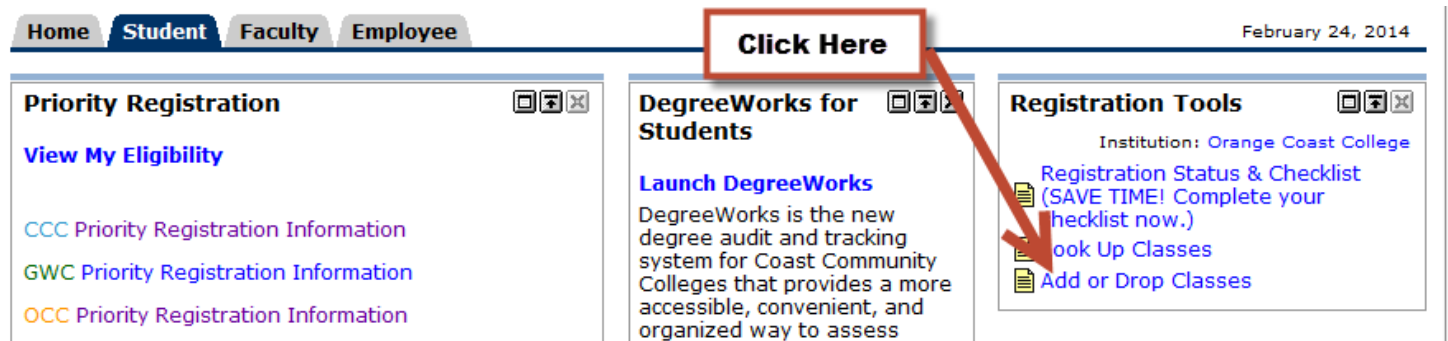 Home Student Faculty Employee
February 24, 2014
Click Here
Priority Registration
View My Eligibility
CCC Priority Registration Information
GWC Priority Registration Information
OCC Priority Registration Information
DegreeWorks for
Students
Launch DegreeWorks
DegreeWorks is the new
degree audit and tracking
system for Coast Community
Colleges that provides a more
accessible, convenient, and
organized way to assess
Registration Tools
Institution: Orange Coast College
Registration Status & Checklist
(SAVE TIME! Complete your
checklist now.)
Look Up Classes
Add or Drop Classes